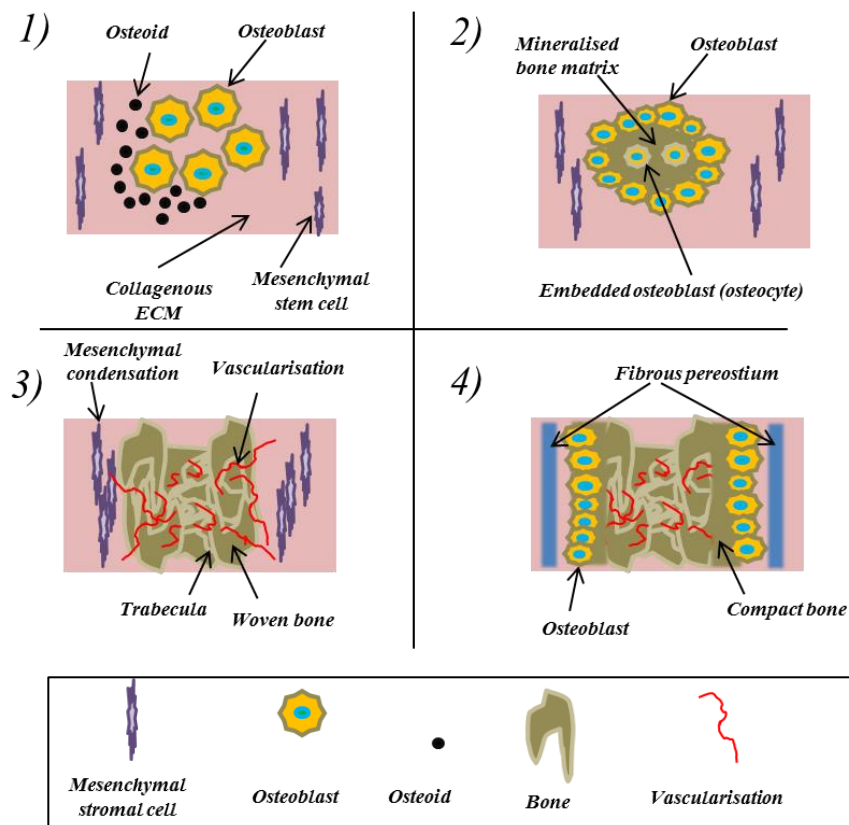 1)
Osteoid
Osteoblast
Collagenous
ECM
Mesenchymal
stem cell
2)
Mineralised
bone matrix
Osteoblast
Embedded osteoblast (osteocyte)
3)
Mesenchymal
condensation
Vascularisation
Trabecula
Woven bone
4)
Fibrous pereostium
Osteoblast
Compact bone
Mesenchymal
stromal cell
Osteoblast
Osteoid
Bone
Vascularisation